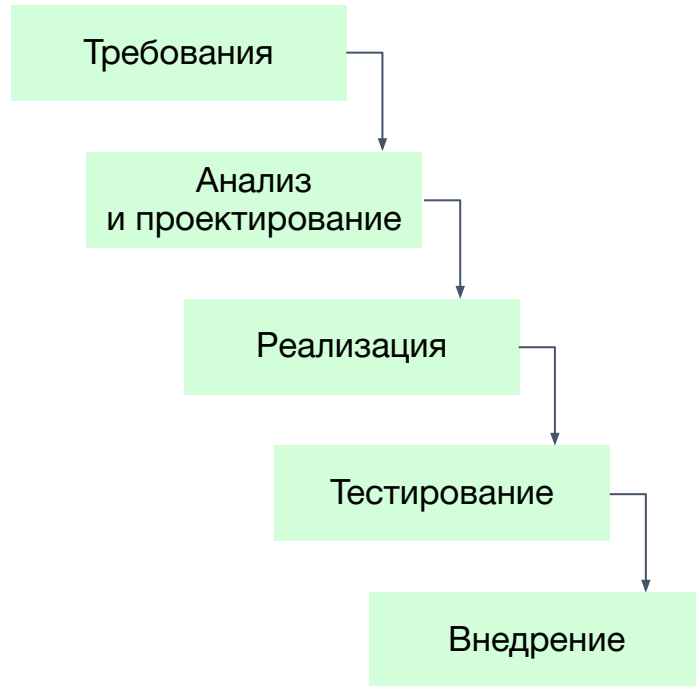 Требования
Анализ
и проектирование
Реализация
Тестирование
Внедрение